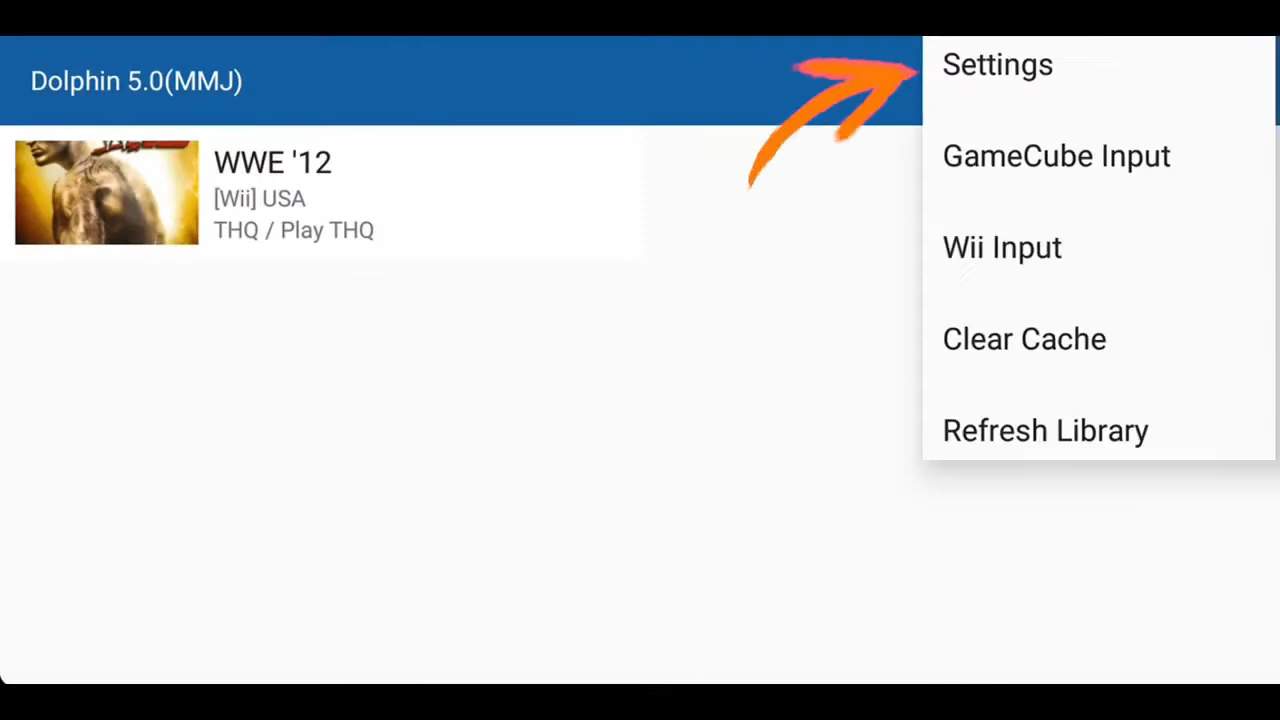 Dolphin 5.0(MMJ)
WWE '12
[Wii] USA
THQ / Play THQ
Settings
GameCube Input
Wii Input
Clear Cache
Refresh Library